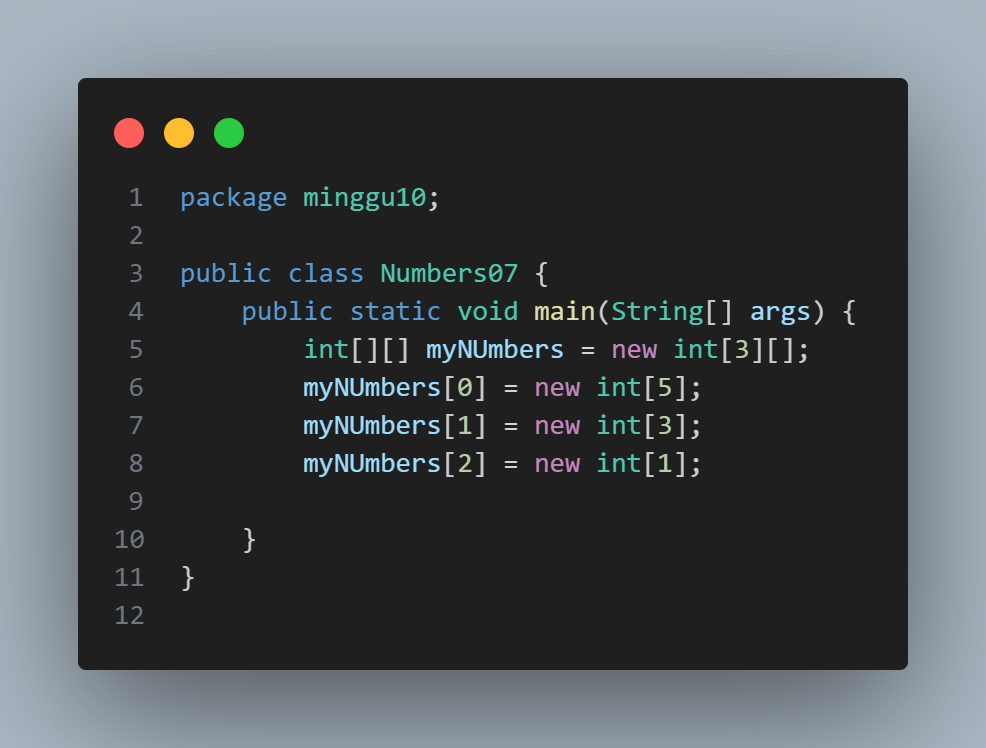 1 package minggu10;
2
3 public class Numbers07 {
4     public static void main(String[] args) {
5         int[][] myNUmbers = new int[3][];
6         myNUmbers[0] = new int[5];
7         myNUmbers[1] = new int[3];
8         myNUmbers[2] = new int[1];
9
10     }
11 }
12